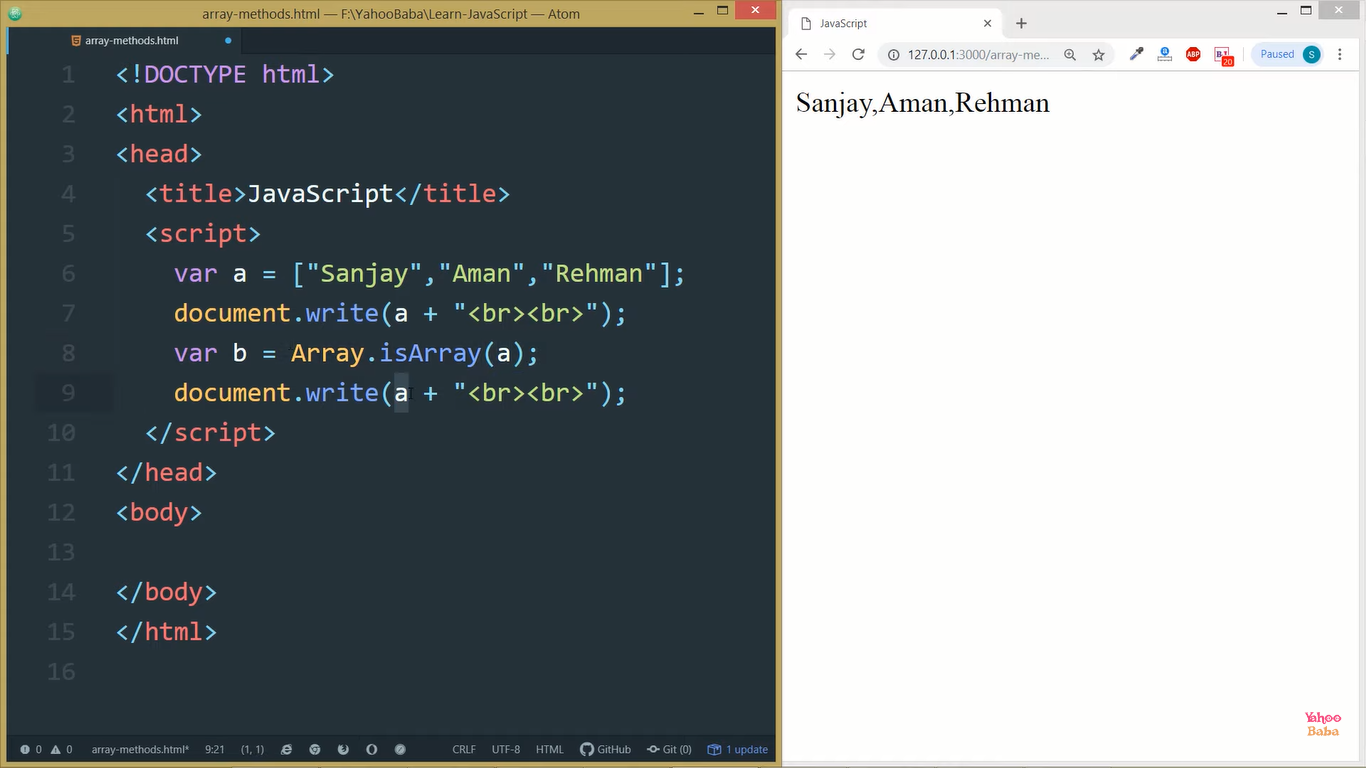 array-methods.html — F:\YahooBaba\Learn-JavaScript — Atom
array-methods.html
1 <!DOCTYPE html>
2 <html>
3 <head>
4 <title>JavaScript</title>
5 <script>
6 var a = ["Sanjay","Aman","Rehman"];
7 document.write(a + "<br><br>");
8 var b = Array.isArray(a);
9 document.write(a + "<br><br>");
10 </script>
11 </head>
12 <body>
13
14 </body>
15 </html>
16
0 0 array-methods.html* 9:21 (1, 1) CRLF UTF-8 HTML GitHub Git (0) 1 update
JavaScript
127.0.0.1:3000/array-me... ABP 20 Paused S
Sanjay,Aman,Rehman
Yahoo
Baba